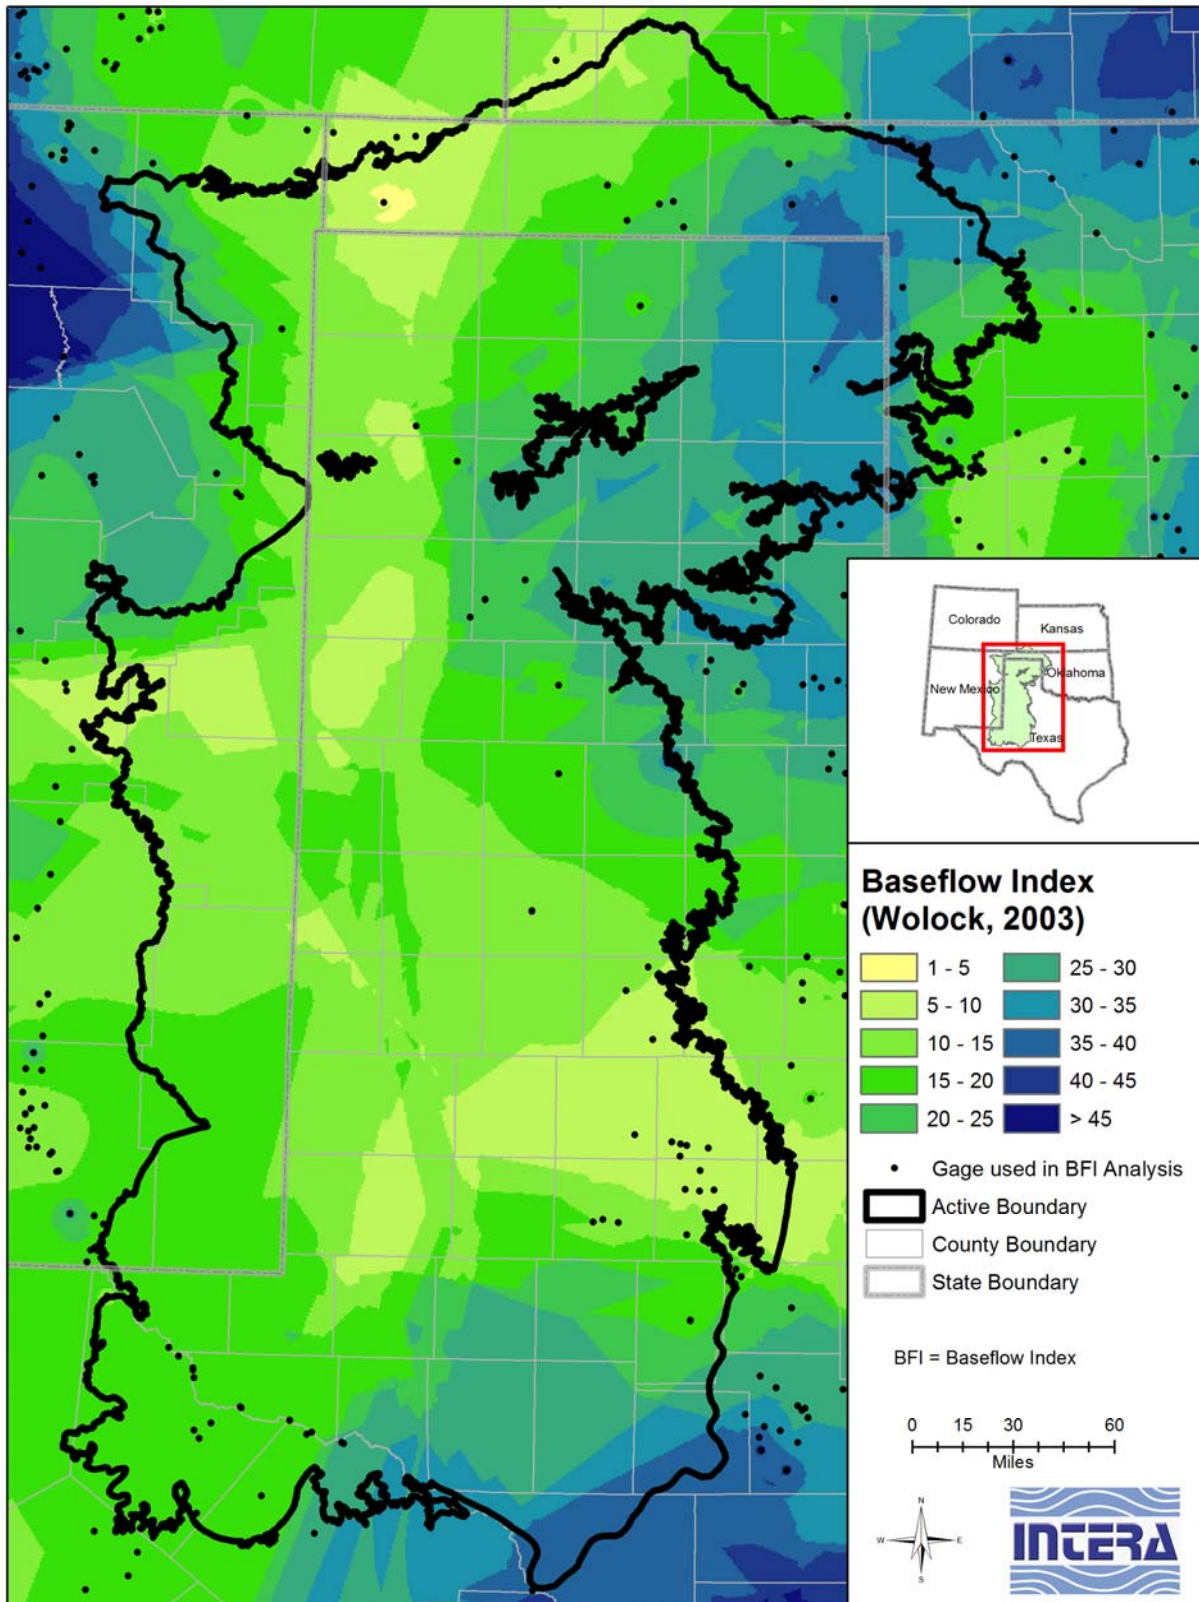 Colorado
Kansas
New Mexico
Oklahoma
Texas
Baseflow Index
(Wolock, 2003)
1 - 5
25 - 30
5 - 10
30 - 35
10 - 15
35 - 40
15 - 20
40 - 45
20 - 25
> 45
Gage used in BFI Analysis
Active Boundary
County Boundary
State Boundary
BFI = Baseflow Index
0 15 30 60
Miles
N
W E
S
INTERA